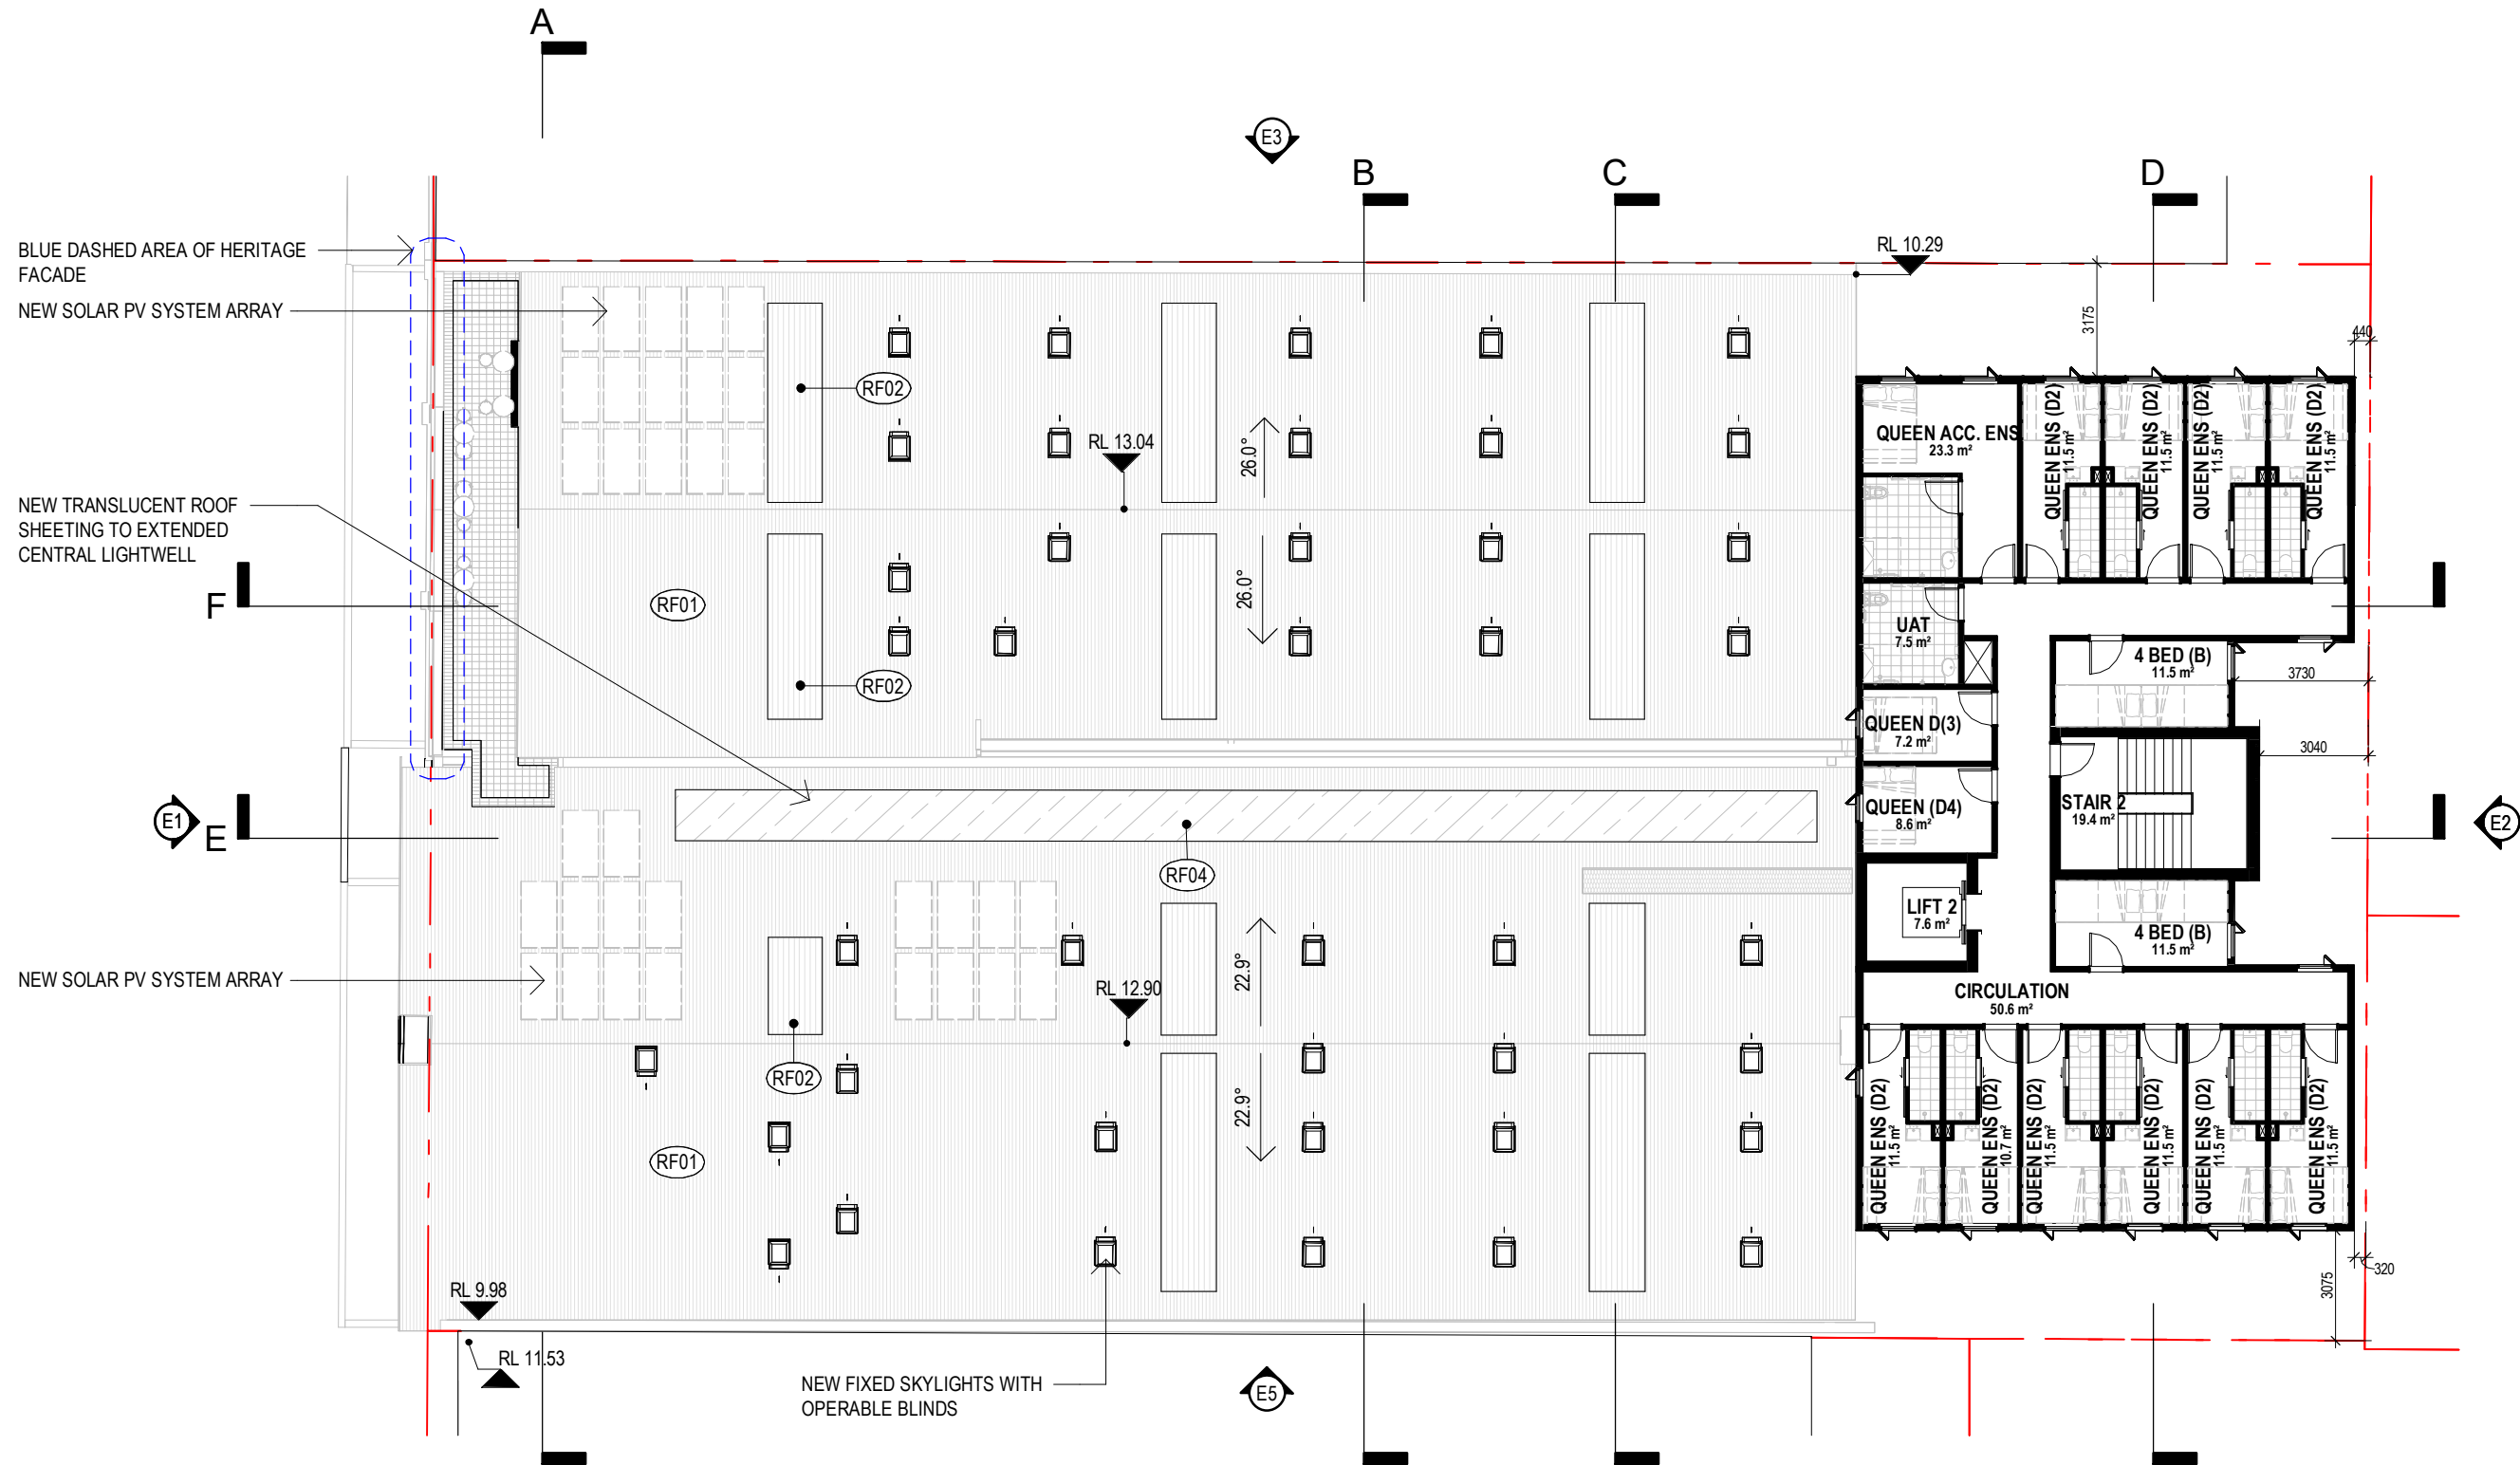 A
E3
B
C
D
BLUE DASHED AREA OF HERITAGE
FACADE
RL 10.29
NEW SOLAR PV SYSTEM ARRAY
3175
440
RF02
QUEEN ACC. ENS
23.3 m²
QUEEN ENS (D2)
11.5 m²
QUEEN ENS (D2)
11.5 m²
QUEEN ENS (D2)
11.5 m²
QUEEN ENS (D2)
11.5 m²
RL 13.04
26.0°
NEW TRANSLUCENT ROOF
SHEETING TO EXTENDED
CENTRAL LIGHTWELL
26.0°
F
RF01
UAT
7.5 m²
4 BED (B)
11.5 m²
3730
RF02
QUEEN D(3)
7.2 m²
3040
E1
E
QUEEN (D4)
8.6 m²
STAIR 2
19.4 m²
E2
RF04
LIFT 2
7.6 m²
4 BED (B)
11.5 m²
22.9°
NEW SOLAR PV SYSTEM ARRAY
RL 12.90
CIRCULATION
50.6 m²
RF02
22.9°
RF01
QUEEN ENS (D2)
11.5 m²
QUEEN ENS (D2)
10.7 m²
QUEEN ENS (D2)
11.5 m²
QUEEN ENS (D2)
11.5 m²
QUEEN ENS (D2)
11.5 m²
QUEEN ENS (D2)
11.5 m²
320
3075
RL 9.98
RL 11.53
NEW FIXED SKYLIGHTS WITH
OPERABLE BLINDS
E5